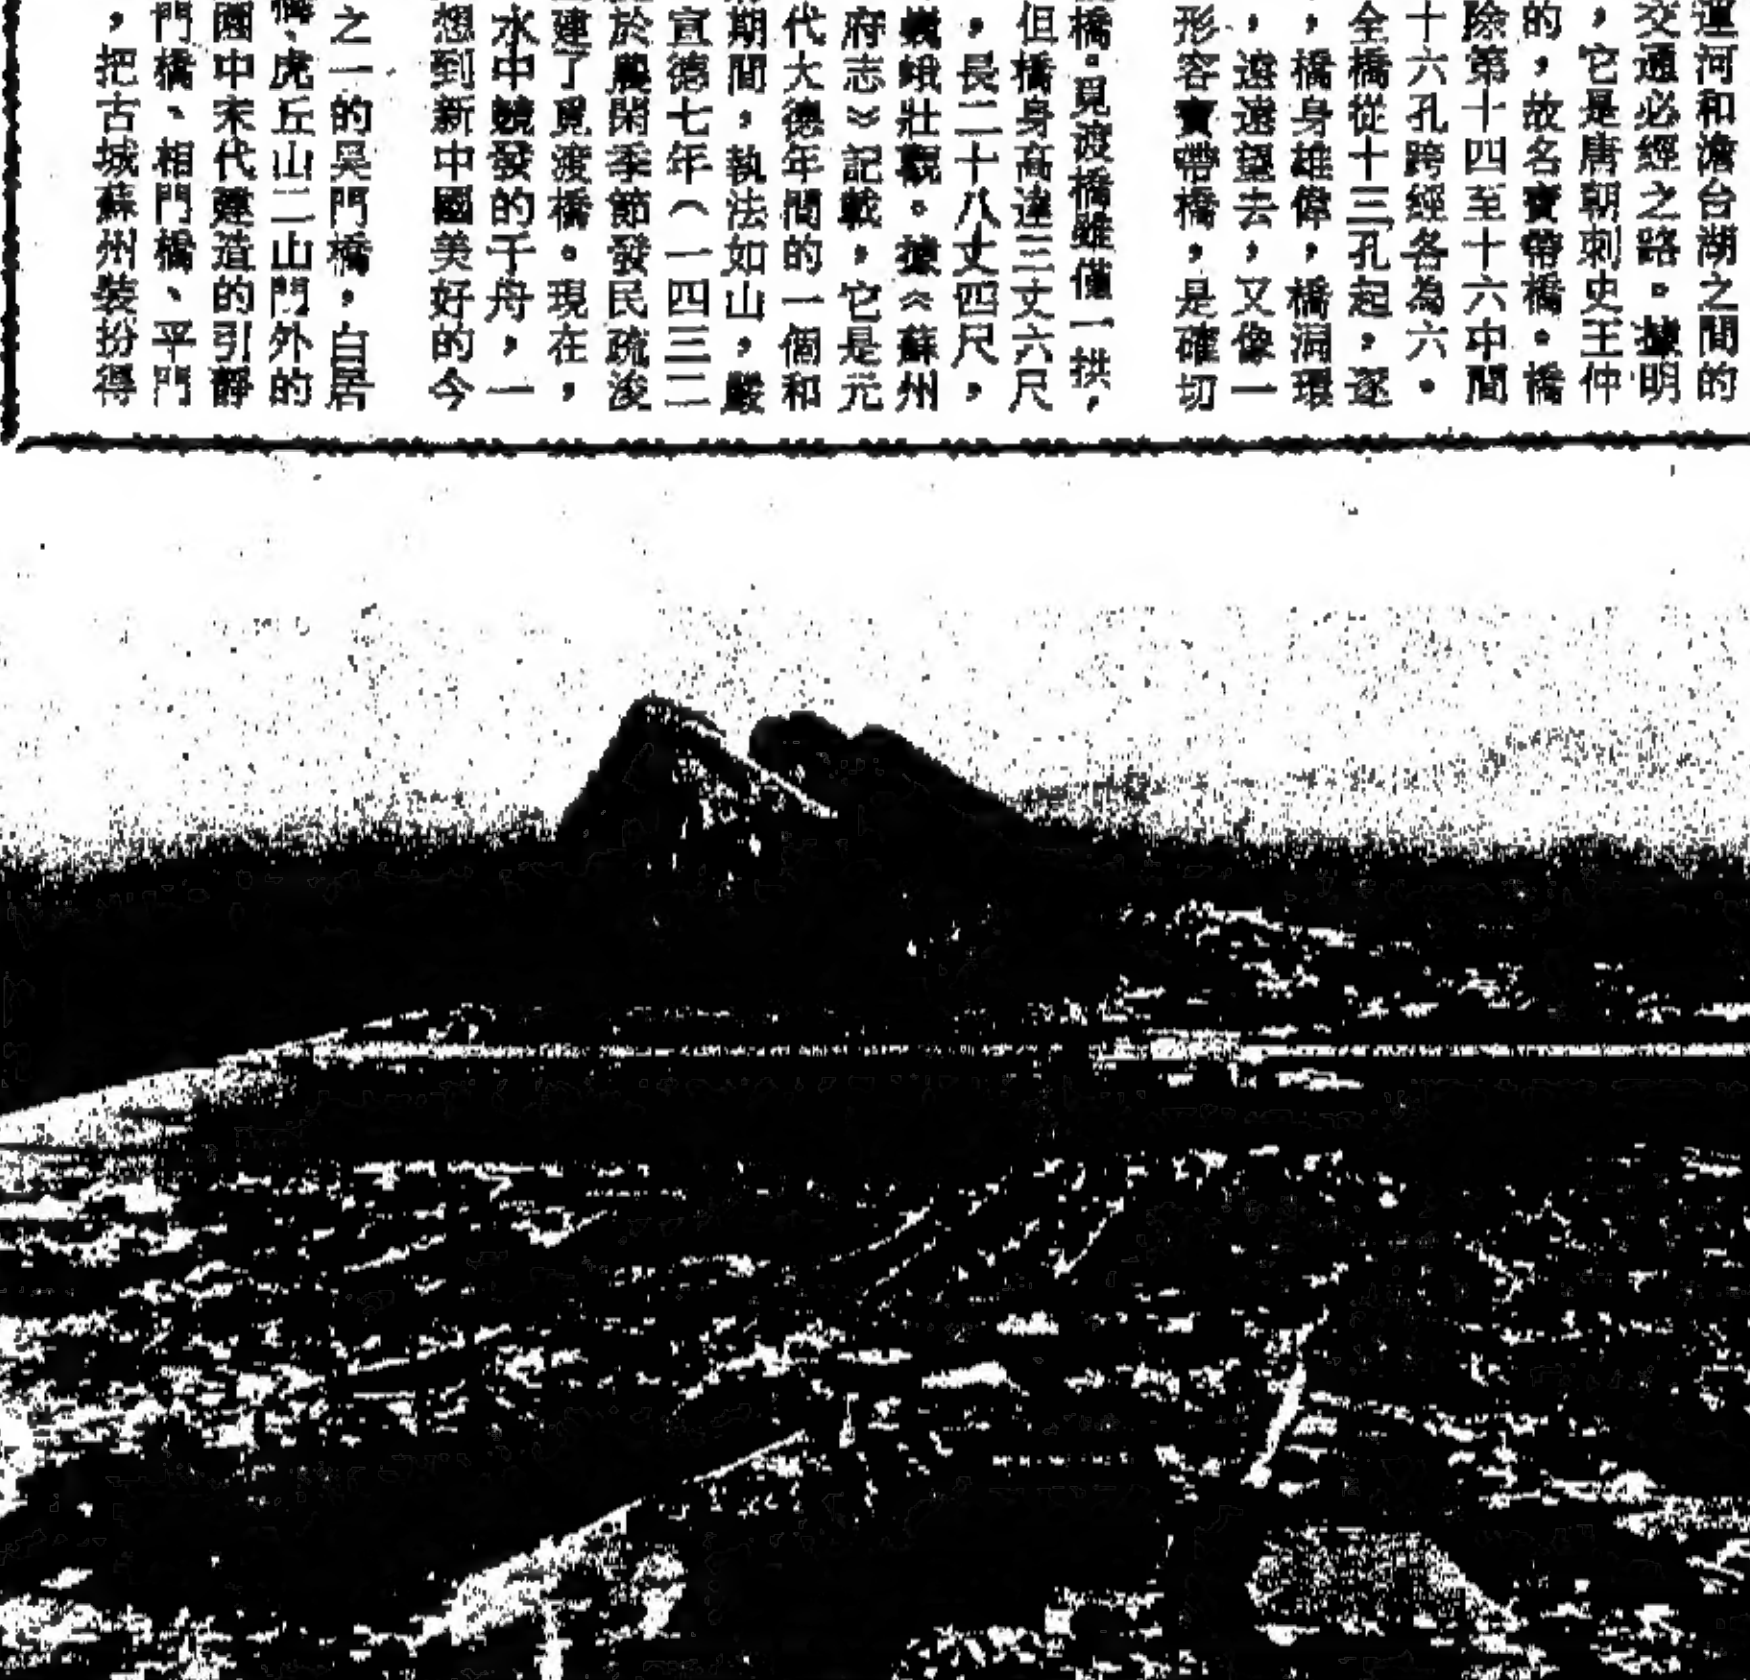 運河和澹台湖之間的
交通必經之路。據明
，它是唐朝刺史王仲
的，故名寶帶橋。橋
除第十四至十六中間
十六孔跨經各為六。
全橋從十三孔起，逐
，橋身雄偉，橋洞環
，遠遠望去，又像一
形容寶帶橋，是確切
橋。覓渡橋雖僅一拱，
但橋身高達三丈六尺
，長二十八丈四尺，
峨壯觀。據《蘇州
府志》記載，它是元
代大德年間的一個和
期間，執法如山，嚴
宣德七年（一四三二
於農閑季節發民疏浚
建了覓渡橋。現在，
水中競發的千舟，一
想到新中國美好的今
之一的吳門橋，白居
橋、虎丘山二山門外的
園中宋代建造的引靜
門橋、相門橋、平門
，把古城蘇州裝扮得